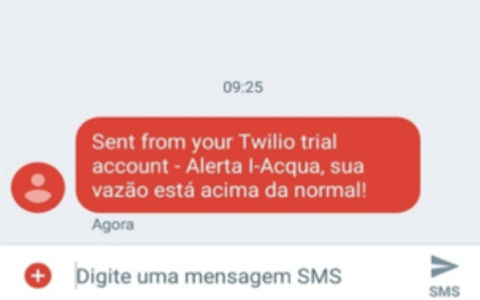 09:25
Sent from your Twilio trial
account - Alerta I-Acqua, sua
vazão está acima da normal!
Agora
Digite uma mensagem SMS
SMS